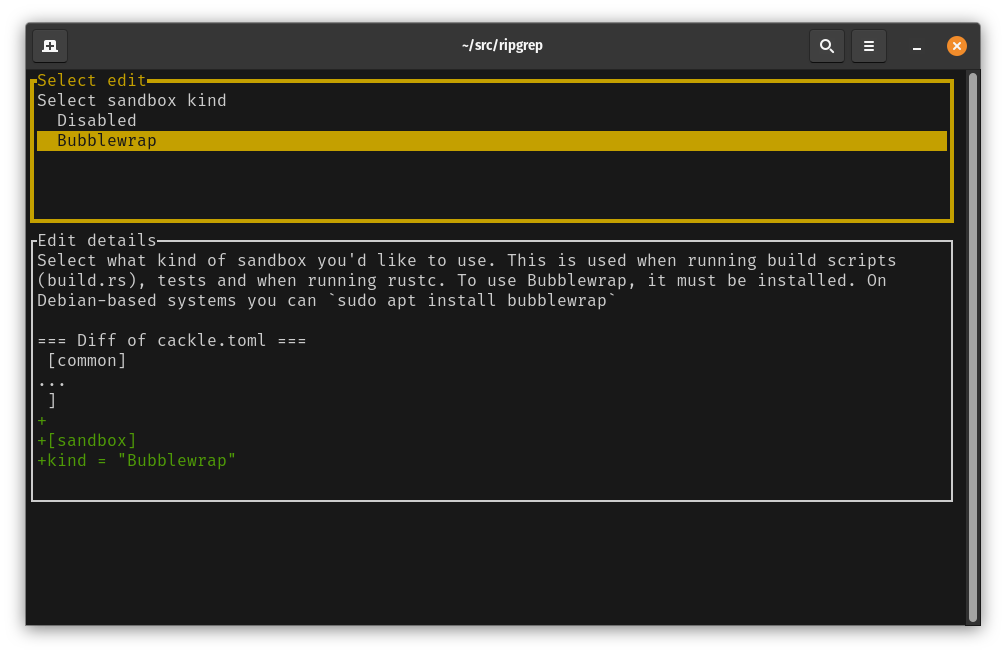 ~/src/ripgrep
Select edit
Select sandbox kind
Disabled
Bubblewrap
Edit details
Select what kind of sandbox you'd like to use. This is used when running build scripts
(build.rs), tests and when running rustc. To use Bubblewrap, it must be installed. On
Debian-based systems you can `sudo apt install bubblewrap`
=== Diff of cackle.toml ===
[common]
...
]
+
+[sandbox]
+kind = "Bubblewrap"